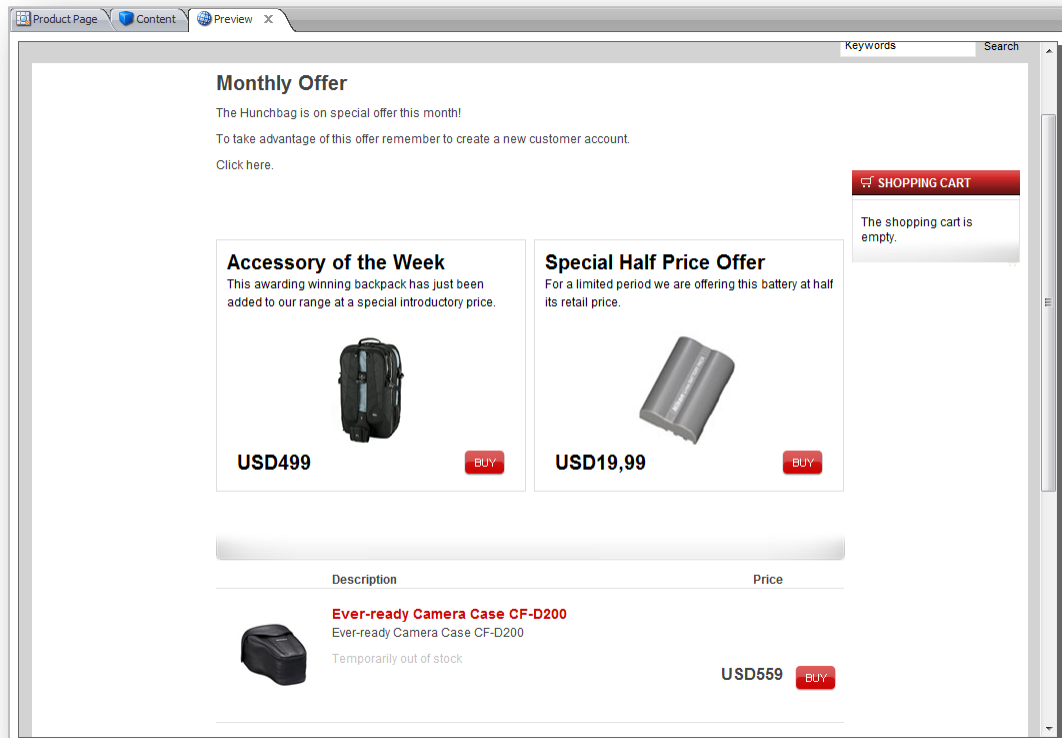 Product Page Content Preview X
Keywords Search
Monthly Offer
The Hunchbag is on special offer this month!
To take advantage of this offer remember to create a new customer account.
Click here.
SHOPPING CART
The shopping cart is
empty.
Accessory of the Week
This awarding winning backpack has just been
added to our range at a special introductory price.
USD499 BUY
Special Half Price Offer
For a limited period we are offering this battery at half
its retail price.
USD19,99 BUY
Description Price
Ever-ready Camera Case CF-D200
Ever-ready Camera Case CF-D200
Temporarily out of stock
USD559 BUY